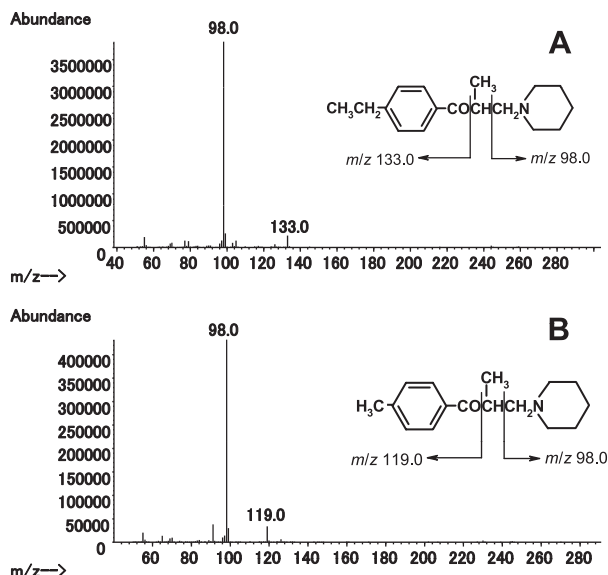 Abundance
A
98.0
3500000
3000000
2500000
2000000
1500000
1000000
500000
0
CH3
CH3CH2 COCHCH2N
m/z 133.0 m/z 98.0
133.0
40 60 80 100 120 140 160 180 200 220 240 260 280
m/z-->
Abundance
B
98.0
400000
350000
300000
250000
200000
150000
100000
50000
0
CH3
H3C COCHCH2N
m/z 119.0 m/z 98.0
119.0
60 80 100 120 140 160 180 200 220 240 260 280
m/z-->